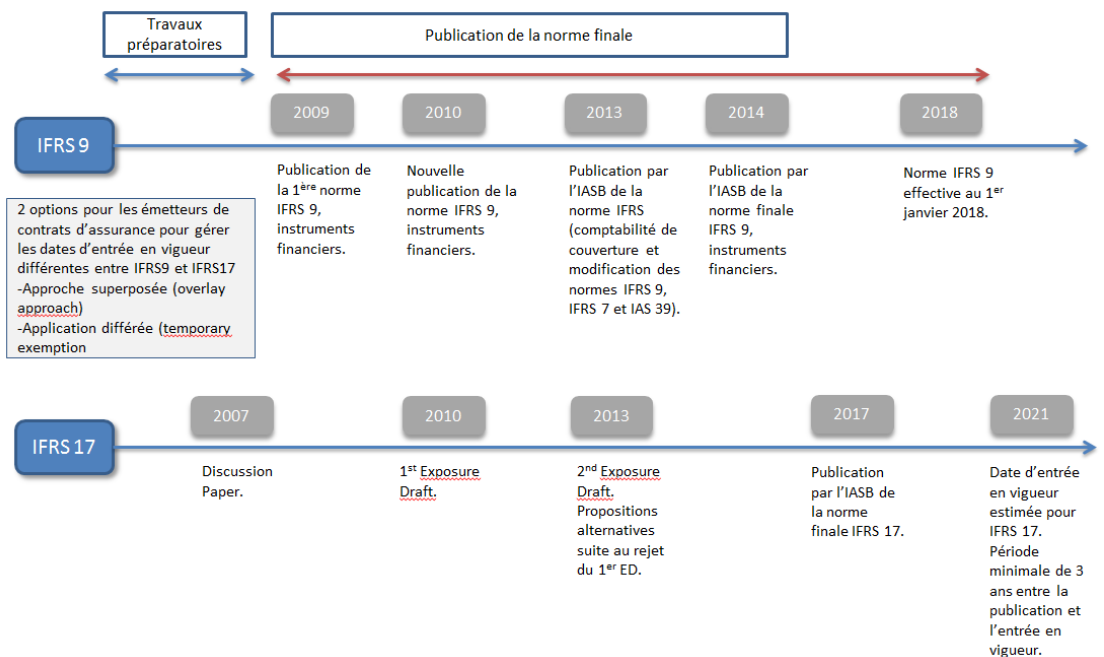 Travaux
préparatoires
Publication de la norme finale
2009
2010
2013
2014
2018
IFRS 9
Publication de
la 1ère norme
IFRS 9,
instruments
financiers.
Nouvelle
publication de la
norme IFRS 9,
instruments
financiers.
Publication par
l'IASB de la
norme IFRS
(comptabilité de
couverture et
modification des
normes IFRS 9,
IFRS 7 et IAS 39).
Publication par
l'IASB de la
norme finale
IFRS 9,
instruments
financiers.
Norme IFRS 9
effective au 1er
janvier 2018.
2 options pour les émetteurs de
contrats d'assurance pour gérer
les dates d'entrée en vigueur
différentes entre IFRS9 et IFRS17
-Approche superposée (overlay
approach)
-Application différée (temporary
exemption
2007
2010
2013
2017
2021
IFRS 17
Discussion
Paper.
1st Exposure
Draft.
2nd Exposure
Draft.
Propositions
alternatives
suite au rejet
du 1er ED.
Publication
par l'IASB de
la norme
finale IFRS 17.
Date d'entrée
en vigueur
estimée pour
IFRS 17.
Période
minimale de 3
ans entre la
publication et
l'entrée en
vigueur.